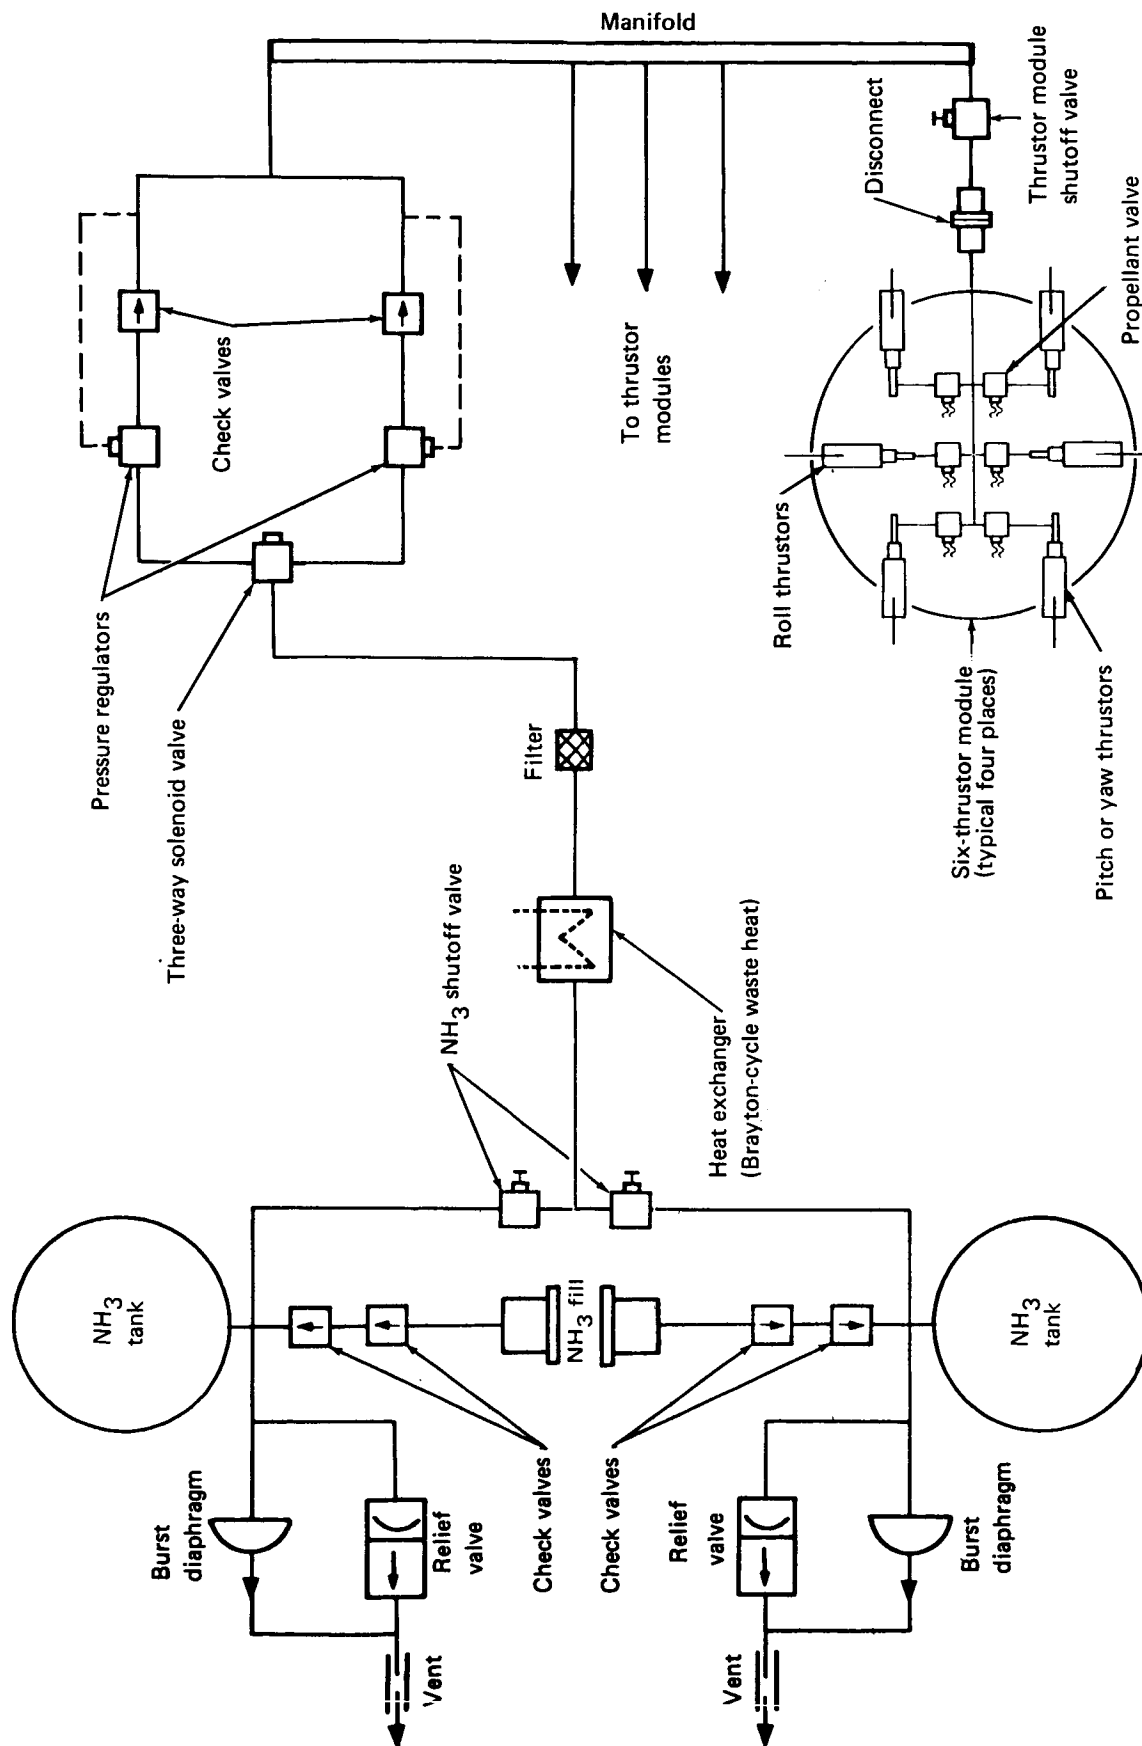 Manifold
Pressure regulators
Three-way solenoid valve
Check valves
To thrustor
modules
Disconnect
Thrustor module
shutoff valve
Propellant valve
Roll thrustors
Six-thrustor module
(typical four places)
Pitch or yaw thrustors
Filter
NH3 shutoff valve
Heat exchanger
(Brayton-cycle waste heat)
NH3
tank
NH3 fill
NH3
tank
Burst
diaphragm
Relief
valve
Check valves
Check valves
Relief
valve
Burst
diaphragm
Vent
Vent